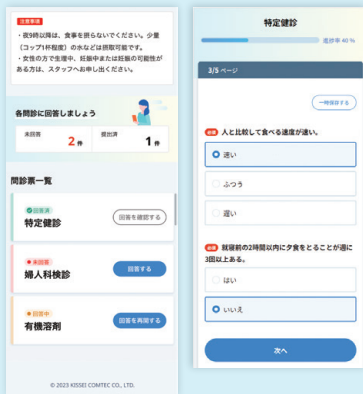 注意事項
・夜9時以降は、食事を摂らないでください。少量
(コップ1杯程度)の水などは摂取可能です。
・女性の方で生理中、妊娠中または妊娠の可能性が
ある方は、スタッフへお申し出ください。
各問診に回答しましょう
未回答
2件
提出済
1件
問診票一覧
回答済
特定健診
回答を確認する
未回答
婦人科検診
回答する
回答中
有機溶剤
回答を再開する
© 2023 KISSEI COMTEC CO., LTD.
特定健診
進捗率 40 %
3/5 ページ
一時保存する
必須 人と比較して食べる速度が速い。
速い
ふつう
遅い
必須 就寝前の2時間以内に夕食をとることが週に
3回以上ある。
はい
いいえ
次へ